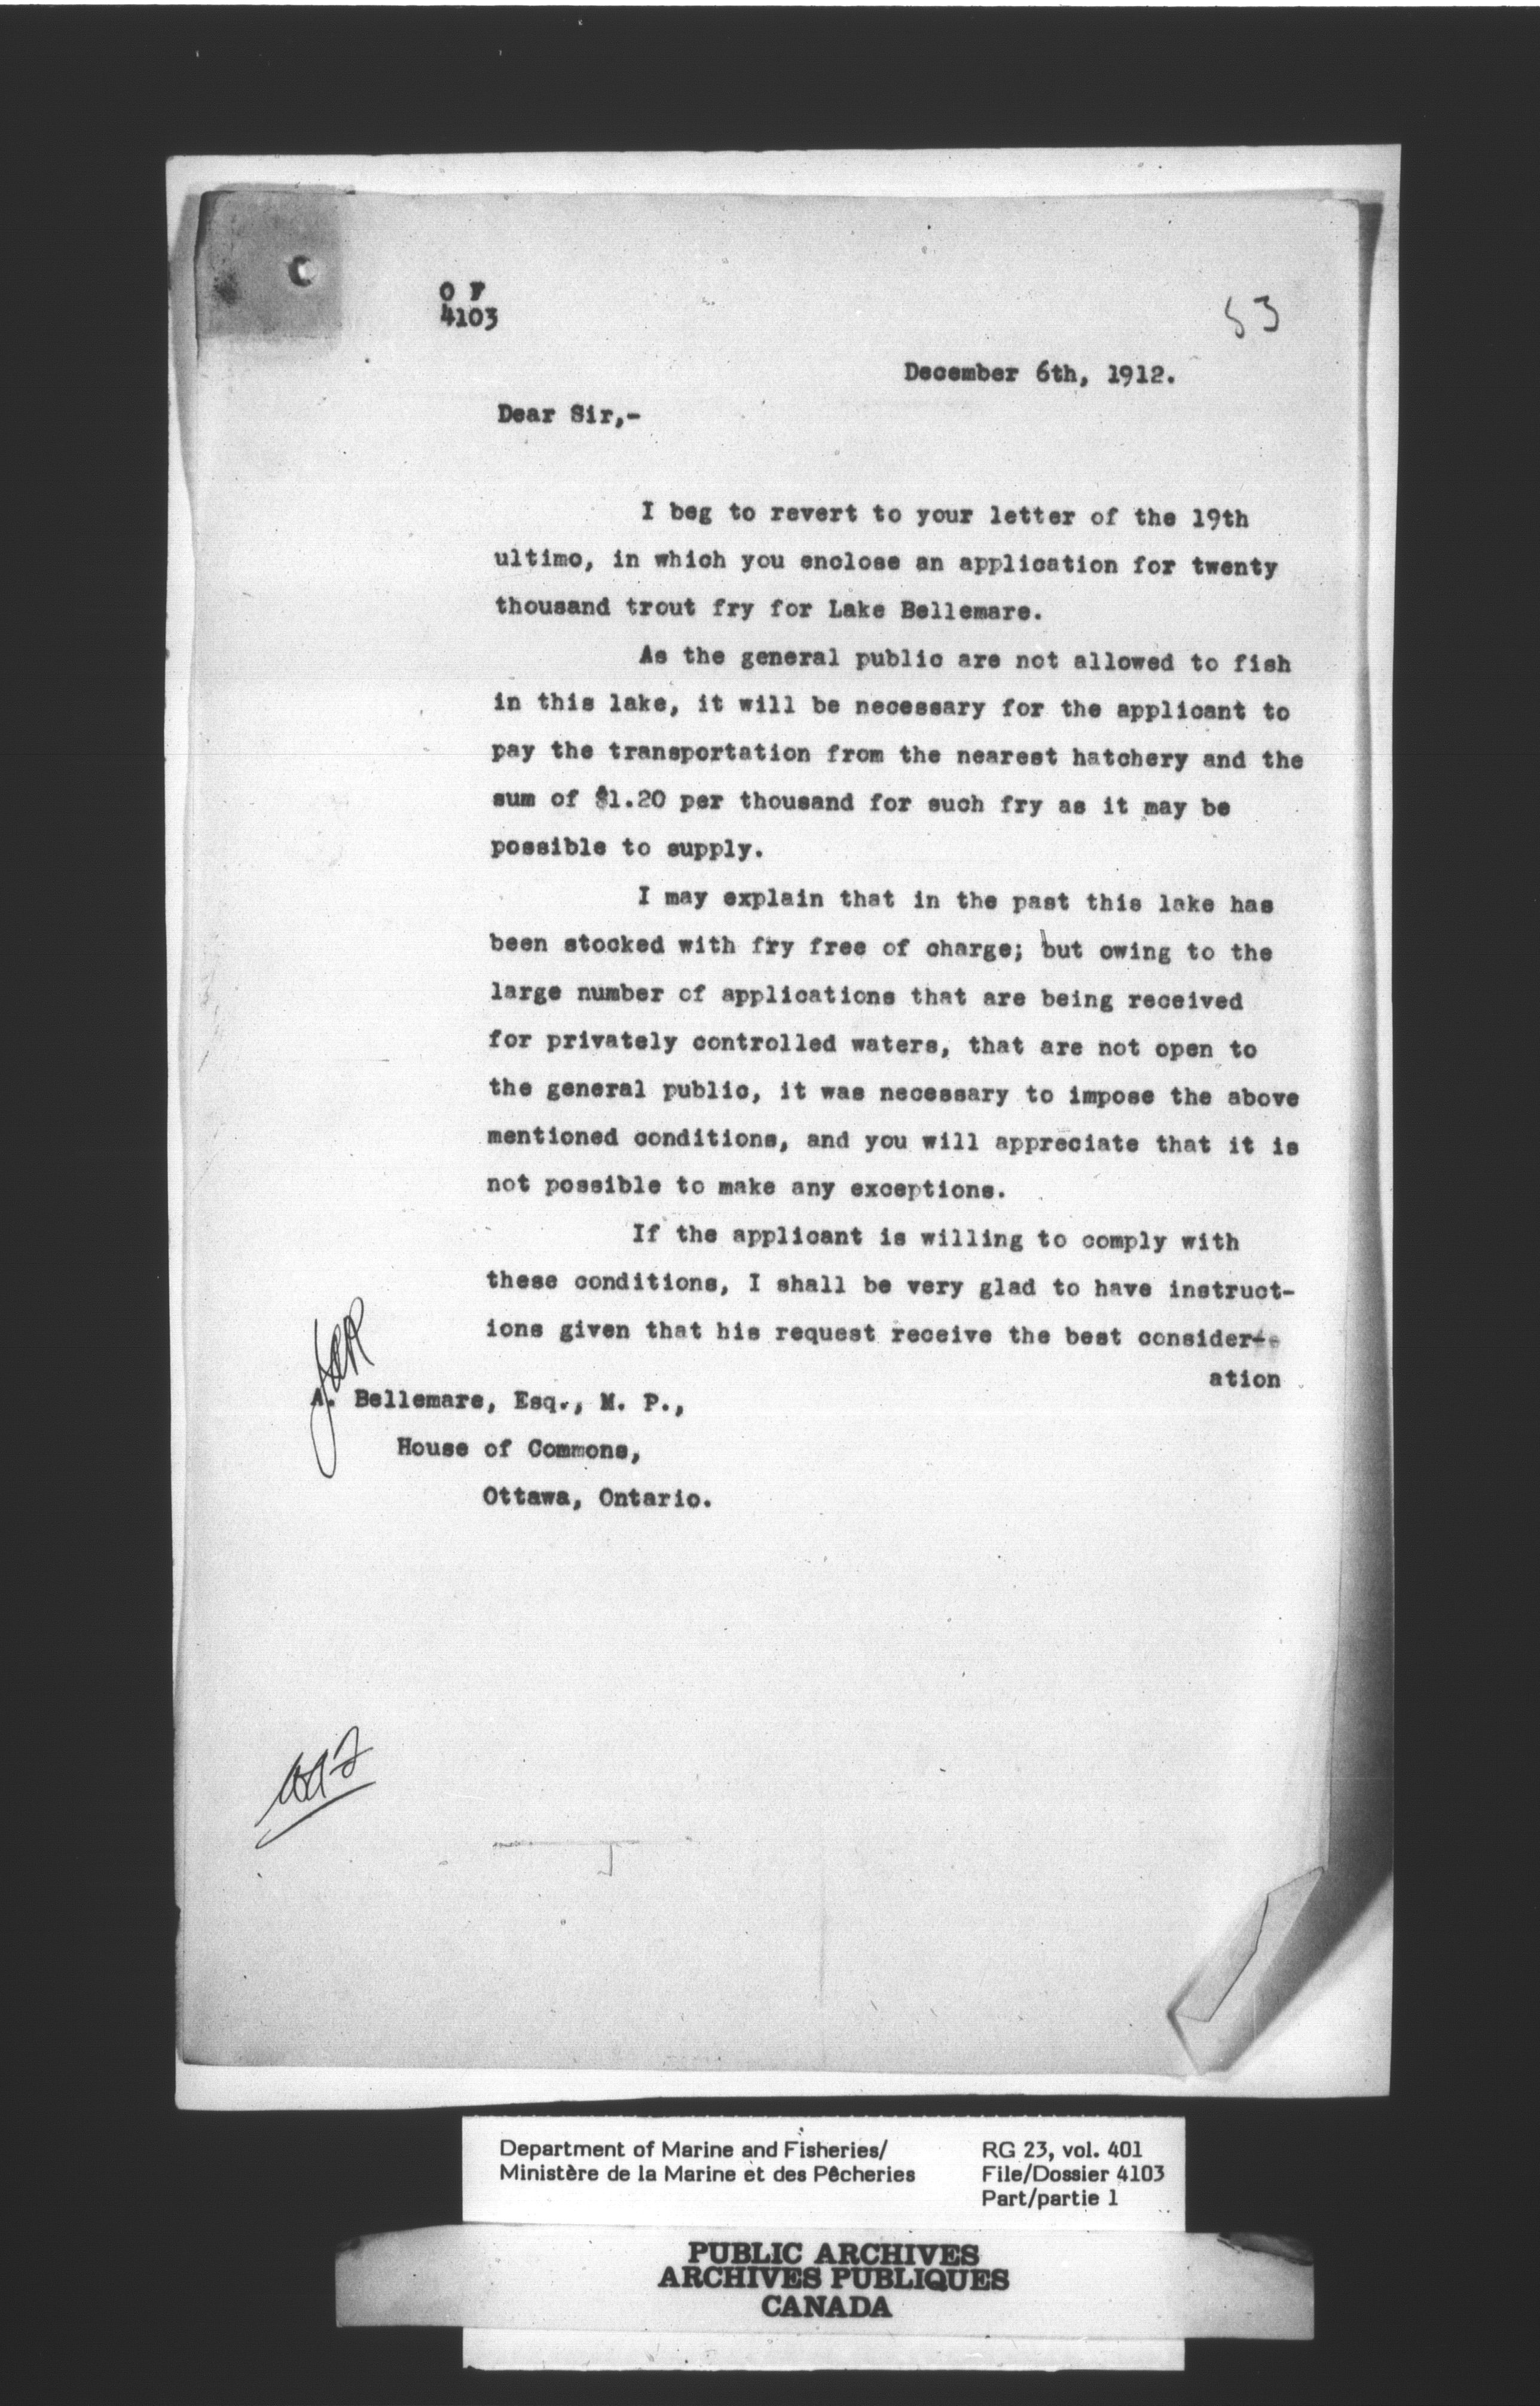 O F
4103
53
December 6th, 1912.
Dear Sir,-
I beg to revert to your letter of the 19th
ultimo, in which you enclose an application for twenty
thousand trout fry for Lake Bellemare.
As the general public are not allowed to fish
in this lake, it will be necessary for the applicant to
pay the transportation from the nearest hatchery and the
sum of $1.20 per thousand for such fry as it may be
possible to supply.
I may explain that in the past this lake has
been stocked with fry free of charge; but owing to the
large number of applications that are being received
for privately controlled waters, that are not open to
the general public, it was necessary to impose the above
mentioned conditions, and you will appreciate that it is
not possible to make any exceptions.
If the applicant is willing to comply with
these conditions, I shall be very glad to have instruct-
ions given that his request receive the best consider-
ation
A. Bellemare, Esq., M. P.,
House of Commons,
Ottawa, Ontario.
Department of Marine and Fisheries/
Ministère de la Marine et des Pêcheries
RG 23, vol. 401
File/Dossier 4103
Part/partie 1
PUBLIC ARCHIVES
ARCHIVES PUBLIQUES
CANADA